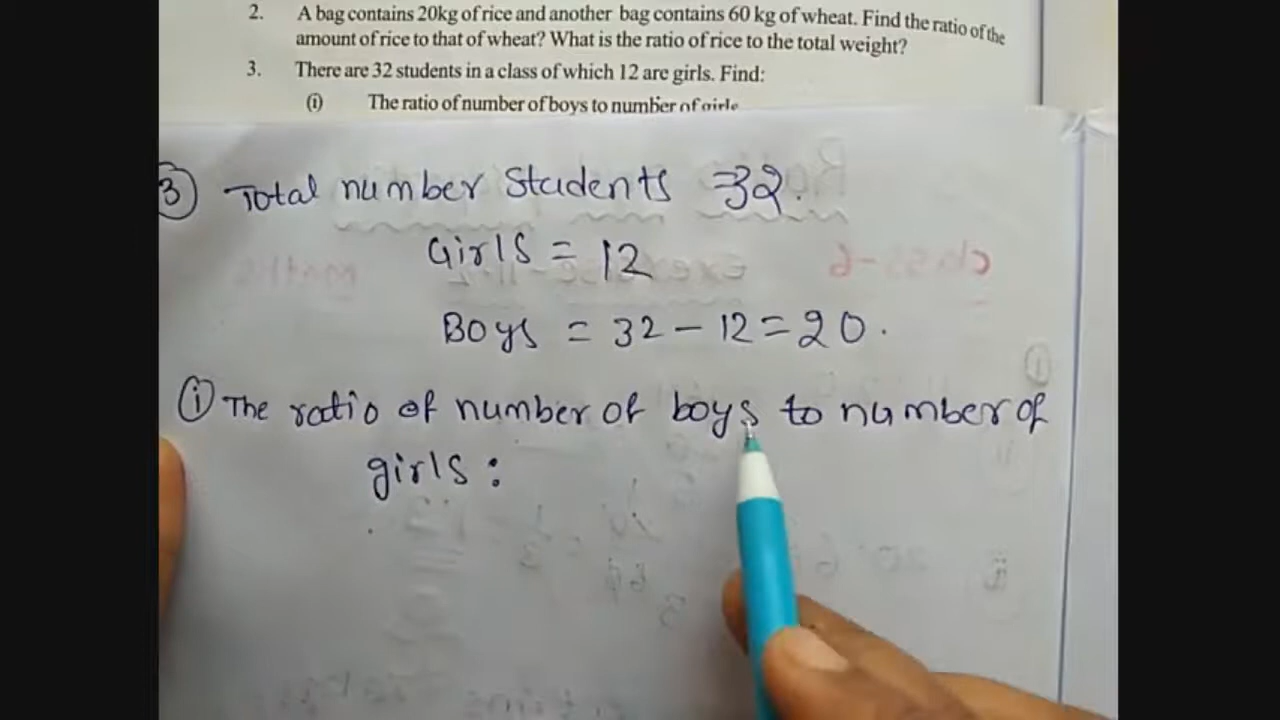 2. A bag contains 20kg of rice and another bag contains 60 kg of wheat. Find the ratio of the
amount of rice to that of wheat? What is the ratio of rice to the total weight?
3. There are 32 students in a class of which 12 are girls. Find:
(i) The ratio of number of boys to number of girls
③ Total number Students = 32.
Girls = 12
Boys = 32 - 12 = 20.
ⓘ The ratio of number of boys to number of
girls :